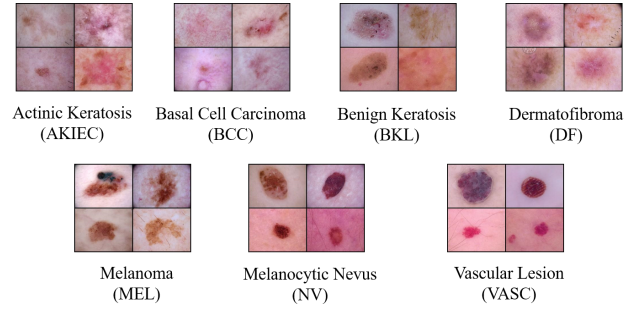 Actinic Keratosis
(AKIEC)
Basal Cell Carcinoma
(BCC)
Benign Keratosis
(BKL)
Dermatofibroma
(DF)
Melanoma
(MEL)
Melanocytic Nevus
(NV)
Vascular Lesion
(VASC)